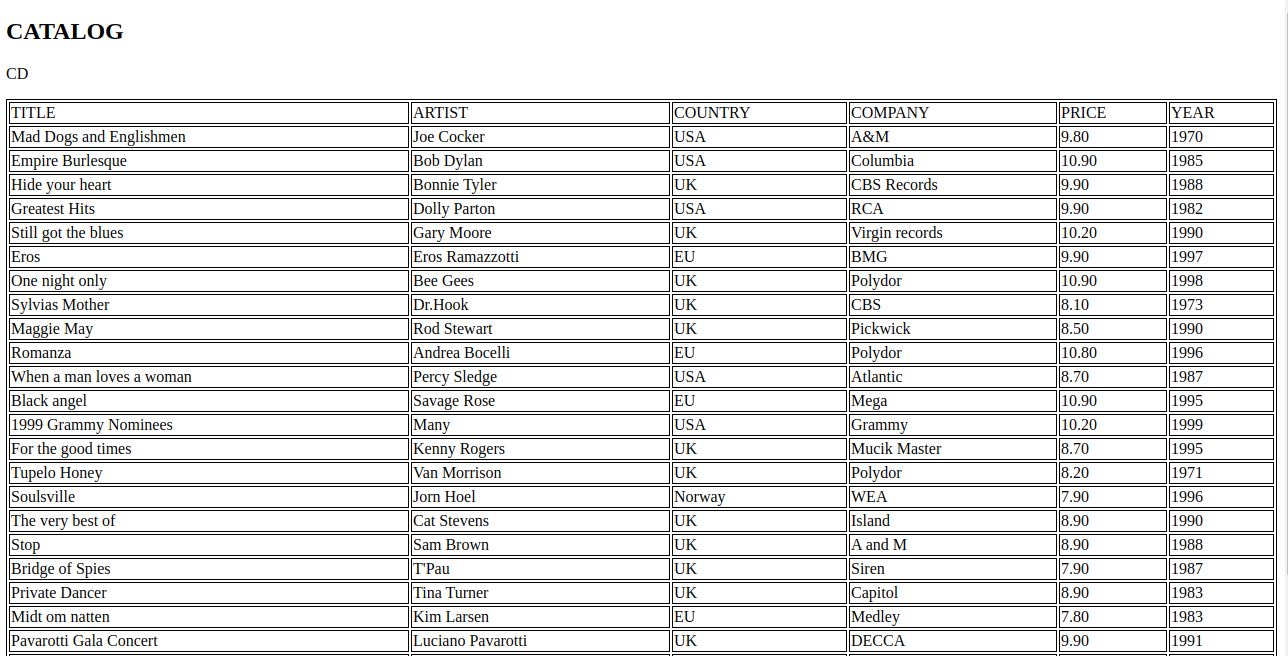 CATALOG
CD
TITLE ARTIST COUNTRY COMPANY PRICE YEAR
Mad Dogs and Englishmen Joe Cocker USA A&M 9.80 1970
Empire Burlesque Bob Dylan USA Columbia 10.90 1985
Hide your heart Bonnie Tyler UK CBS Records 9.90 1988
Greatest Hits Dolly Parton USA RCA 9.90 1982
Still got the blues Gary Moore UK Virgin records 10.20 1990
Eros Eros Ramazzotti EU BMG 9.90 1997
One night only Bee Gees UK Polydor 10.90 1998
Sylvias Mother Dr.Hook UK CBS 8.10 1973
Maggie May Rod Stewart UK Pickwick 8.50 1990
Romanza Andrea Bocelli EU Polydor 10.80 1996
When a man loves a woman Percy Sledge USA Atlantic 8.70 1987
Black angel Savage Rose EU Mega 10.90 1995
1999 Grammy Nominees Many USA Grammy 10.20 1999
For the good times Kenny Rogers UK Mucik Master 8.70 1995
Tupelo Honey Van Morrison UK Polydor 8.20 1971
Soulsville Jorn Hoel Norway WEA 7.90 1996
The very best of Cat Stevens UK Island 8.90 1990
Stop Sam Brown UK A and M 8.90 1988
Bridge of Spies T'Pau UK Siren 7.90 1987
Private Dancer Tina Turner UK Capitol 8.90 1983
Midt om natten Kim Larsen EU Medley 7.80 1983
Pavarotti Gala Concert Luciano Pavarotti UK DECCA 9.90 1991